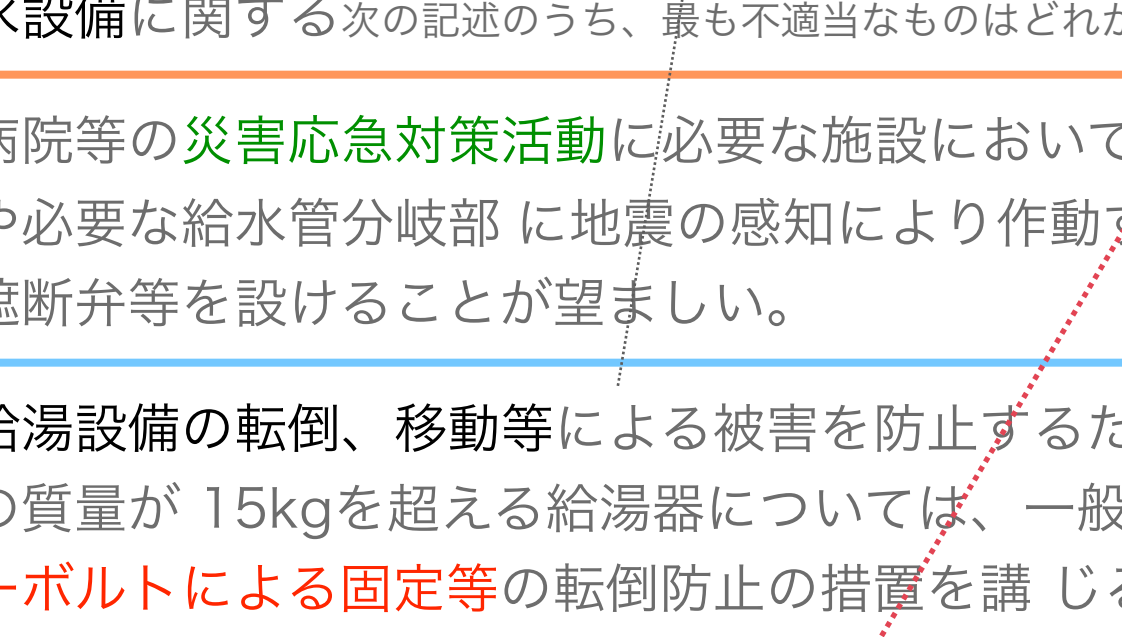 水設備に関する次の記述のうち、最も不適当なものはどれか
病院等の災害応急対策活動に必要な施設において
や必要な給水管分岐部 に地震の感知により作動す
遮断弁等を設けることが望ましい。
給湯設備の転倒、移動等による被害を防止するた
の質量が 15kgを超える給湯器については、一般
ーボルトによる固定等の転倒防止の措置を講 じる